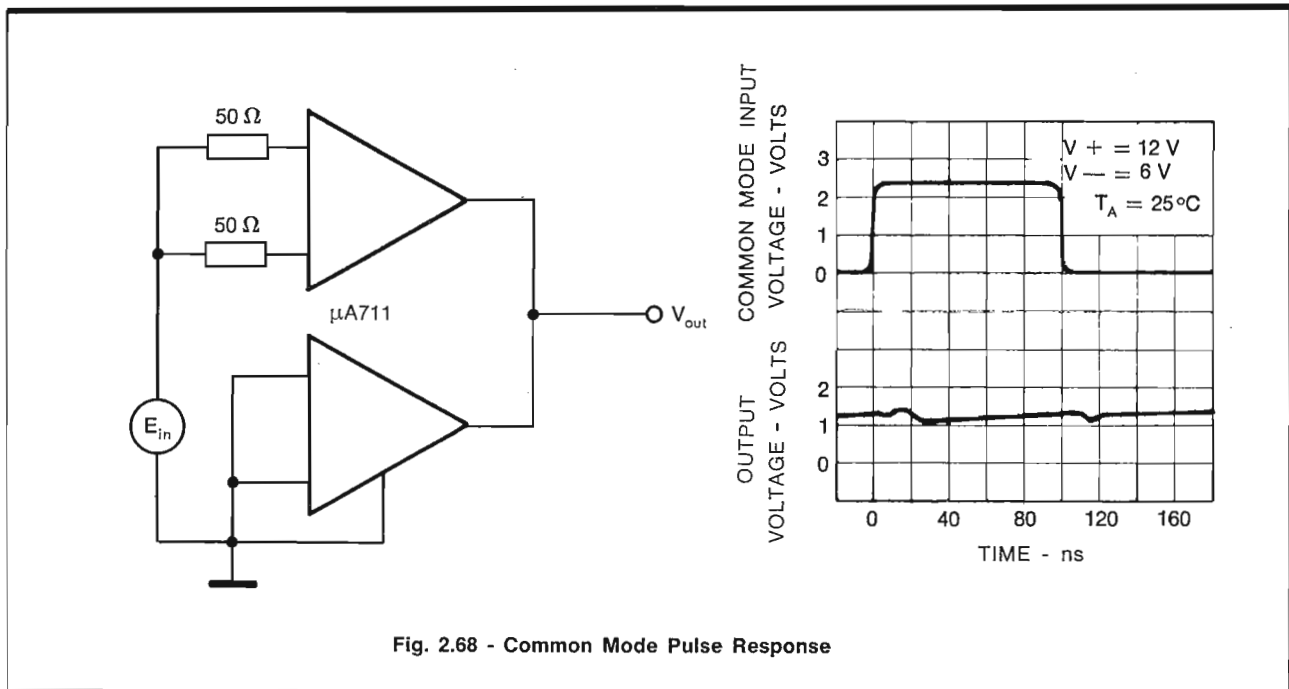 50 Ω
50 Ω
μA711
E_in
V_out
COMMON MODE INPUT
VOLTAGE - VOLTS
3
2
1
0
V + = 12 V
V — = 6 V
T_A = 25°C
OUTPUT
VOLTAGE - VOLTS
2
1
0
0 40 80 120 160
TIME - ns
Fig. 2.68 - Common Mode Pulse Response